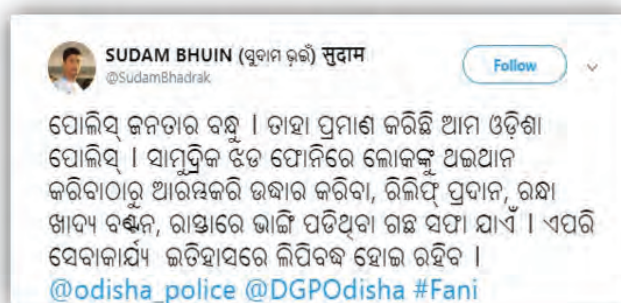 SUDAM BHUIN (ସୁଦାମ ଭୂଇଁ) सुदाम
@SudamBhadrak
Follow
ପୋଲିସ୍ ଜନତାର ବନ୍ଧୁ । ତାହା ପ୍ରମାଣ କରିଛି ଆମ ଓଡ଼ିଶା
ପୋଲିସ୍ । ସାମୁଦ୍ରିକ ଝଡ ଫୋନିରେ ଲୋକଙ୍କୁ ଥଇଥାନ
କରିବାଠାରୁ ଆରମ୍ଭକରି ଉଦ୍ଧାର କରିବା, ରିଲିଫ୍ ପ୍ରଦାନ, ରନ୍ଧା
ଖାଦ୍ୟ ବଣ୍ଟନ, ରାସ୍ତାରେ ଭାଙ୍ଗି ପଡିଥିବା ଗଛ ସଫା ଯାଏଁ । ଏପରି
ସେବାକାର୍ଯ୍ୟ ଇତିହାସରେ ଲିପିବଦ୍ଧ ହୋଇ ରହିବ ।
@odisha_police @DGPOdisha #Fani